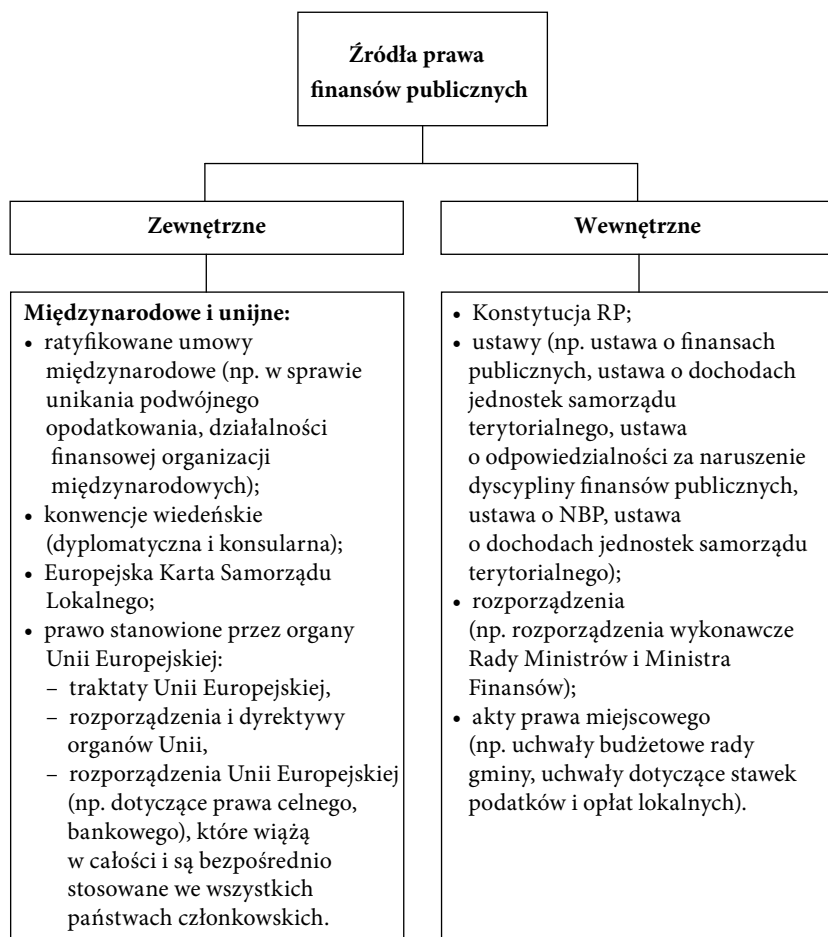 Źródła prawa
finansów publicznych
Zewnętrzne
Międzynarodowe i unijne:
• ratyfikowane umowy
międzynarodowe (np. w sprawie
unikania podwójnego
opodatkowania, działalności
finansowej organizacji
międzynarodowych);
• konwencje wiedeńskie
(dyplomatyczna i konsularna);
• Europejska Karta Samorządu
Lokalnego;
• prawo stanowione przez organy
Unii Europejskiej:
– traktaty Unii Europejskiej,
– rozporządzenia i dyrektywy
organów Unii,
– rozporządzenia Unii Europejskiej
(np. dotyczące prawa celnego,
bankowego), które wiążą
w całości i są bezpośrednio
stosowane we wszystkich
państwach członkowskich.
Wewnętrzne
• Konstytucja RP;
• ustawy (np. ustawa o finansach
publicznych, ustawa o dochodach
jednostek samorządu
terytorialnego, ustawa
o odpowiedzialności za naruszenie
dyscypliny finansów publicznych,
ustawa o NBP, ustawa
o dochodach jednostek samorządu
terytorialnego);
• rozporządzenia
(np. rozporządzenia wykonawcze
Rady Ministrów i Ministra
Finansów);
• akty prawa miejscowego
(np. uchwały budżetowe rady
gminy, uchwały dotyczące stawek
podatków i opłat lokalnych).